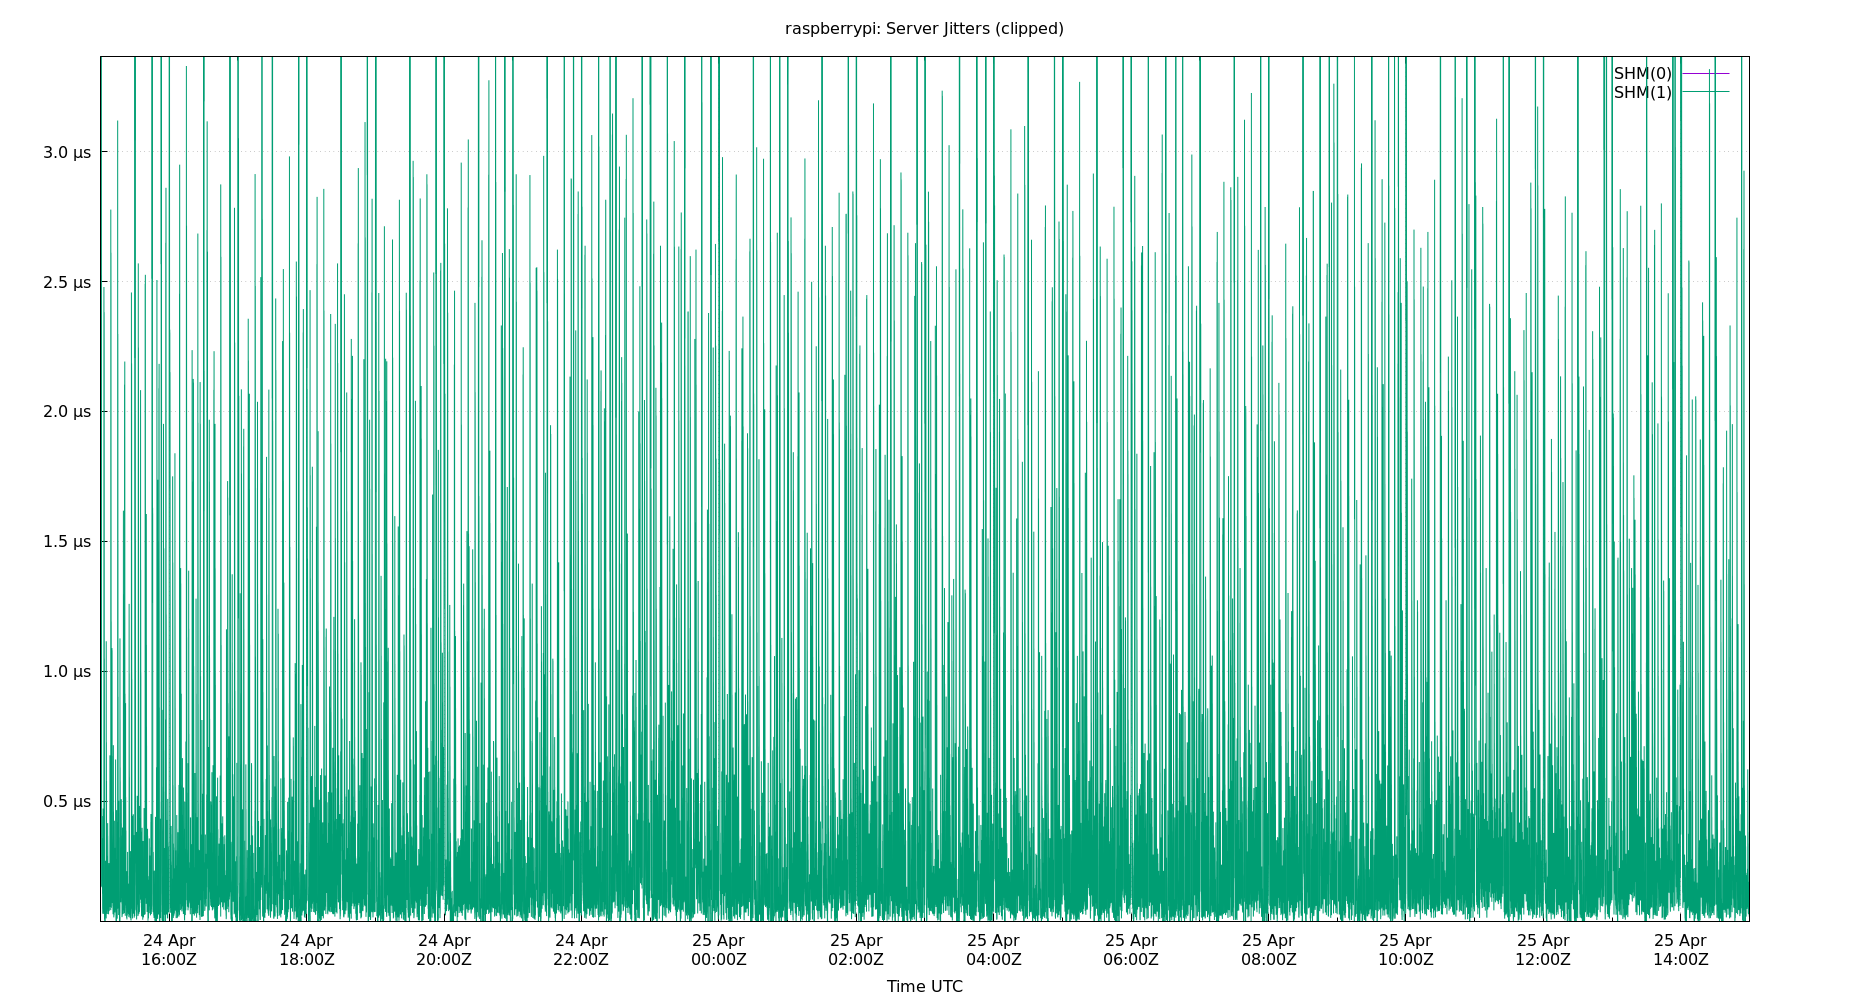 raspberrypi: Server Jitters (clipped)
SHM(0)
SHM(1)
3.0 µs
2.5 µs
2.0 µs
1.5 µs
1.0 µs
0.5 µs
24 Apr 24 Apr 24 Apr 24 Apr 25 Apr 25 Apr 25 Apr 25 Apr 25 Apr 25 Apr 25 Apr 25 Apr
16:00Z 18:00Z 20:00Z 22:00Z 00:00Z 02:00Z 04:00Z 06:00Z 08:00Z 10:00Z 12:00Z 14:00Z
Time UTC